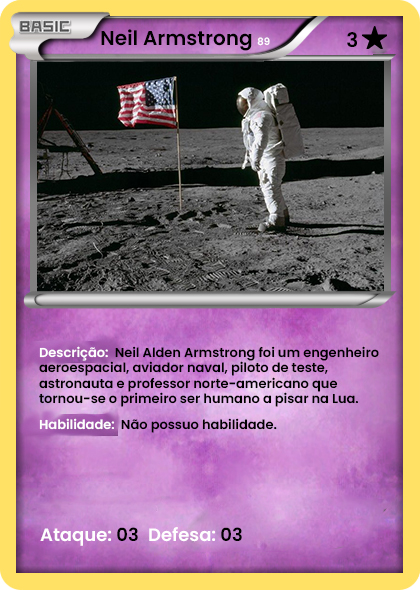 BASIC
Neil Armstrong 89
3
Descrição: Neil Alden Armstrong foi um engenheiro
aeroespacial, aviador naval, piloto de teste,
astronauta e professor norte-americano que
tornou-se o primeiro ser humano a pisar na Lua.
Habilidade: Não possuo habilidade.
Ataque: 03 Defesa: 03